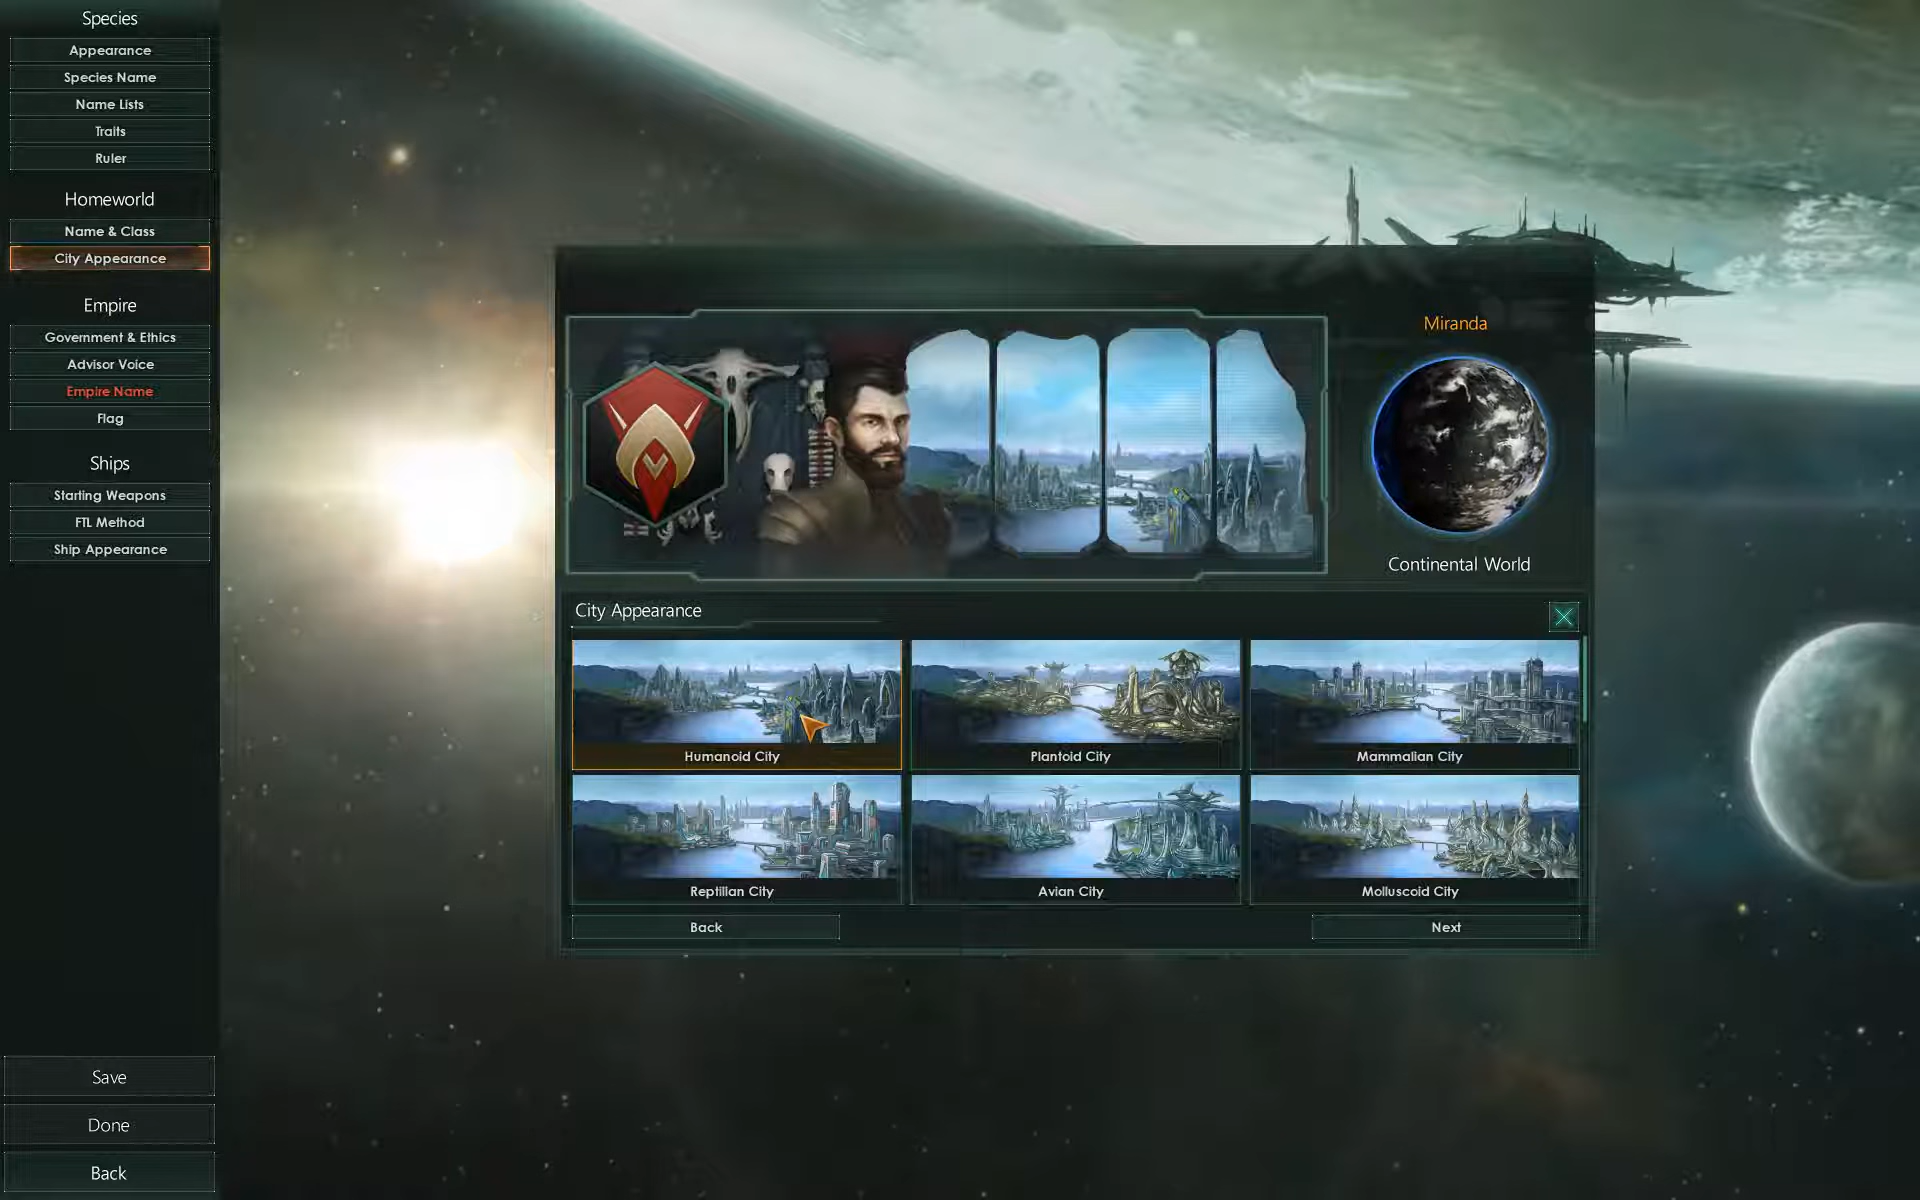 Species
Appearance
Species Name
Name Lists
Traits
Ruler
Homeworld
Name & Class
City Appearance
Empire
Government & Ethics
Advisor Voice
Empire Name
Flag
Ships
Starting Weapons
FTL Method
Ship Appearance
Save
Done
Back
Miranda
Continental World
City Appearance
Humanoid City
Plantoid City
Mammalian City
Reptilian City
Avian City
Molluscoid City
Back
Next